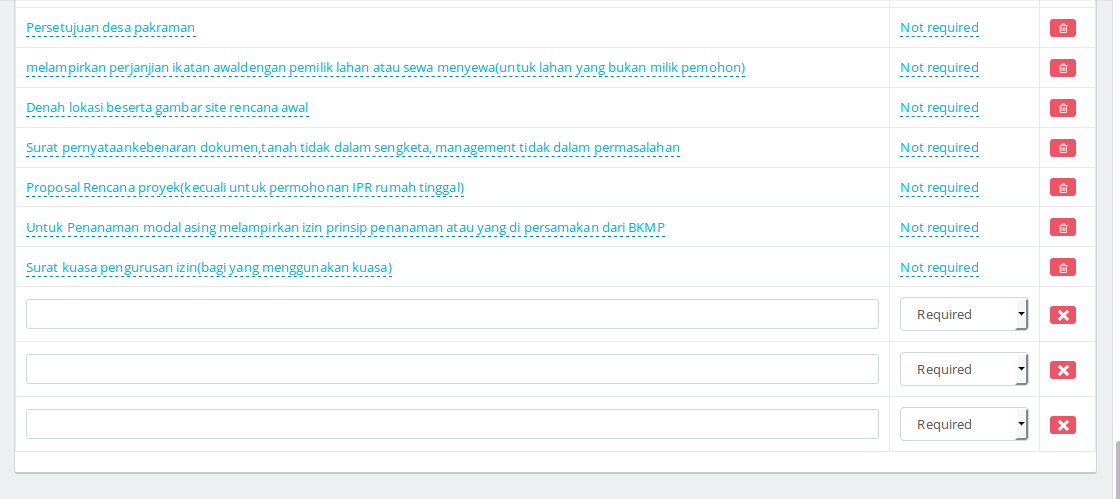 Persetujuan desa pakraman Not required
melampirkan perjanjian ikatan awaldengan pemilik lahan atau sewa menyewa(untuk lahan yang bukan milik pemohon) Not required
Denah lokasi beserta gambar site rencana awal Not required
Surat pernyataankebenaran dokumen,tanah tidak dalam sengketa, management tidak dalam permasalahan Not required
Proposal Rencana proyek(kecuali untuk permohonan IPR rumah tinggal) Not required
Untuk Penanaman modal asing melampirkan izin prinsip penanaman atau yang di persamakan dari BKMP Not required
Surat kuasa pengurusan izin(bagi yang menggunakan kuasa) Not required
Required
Required
Required